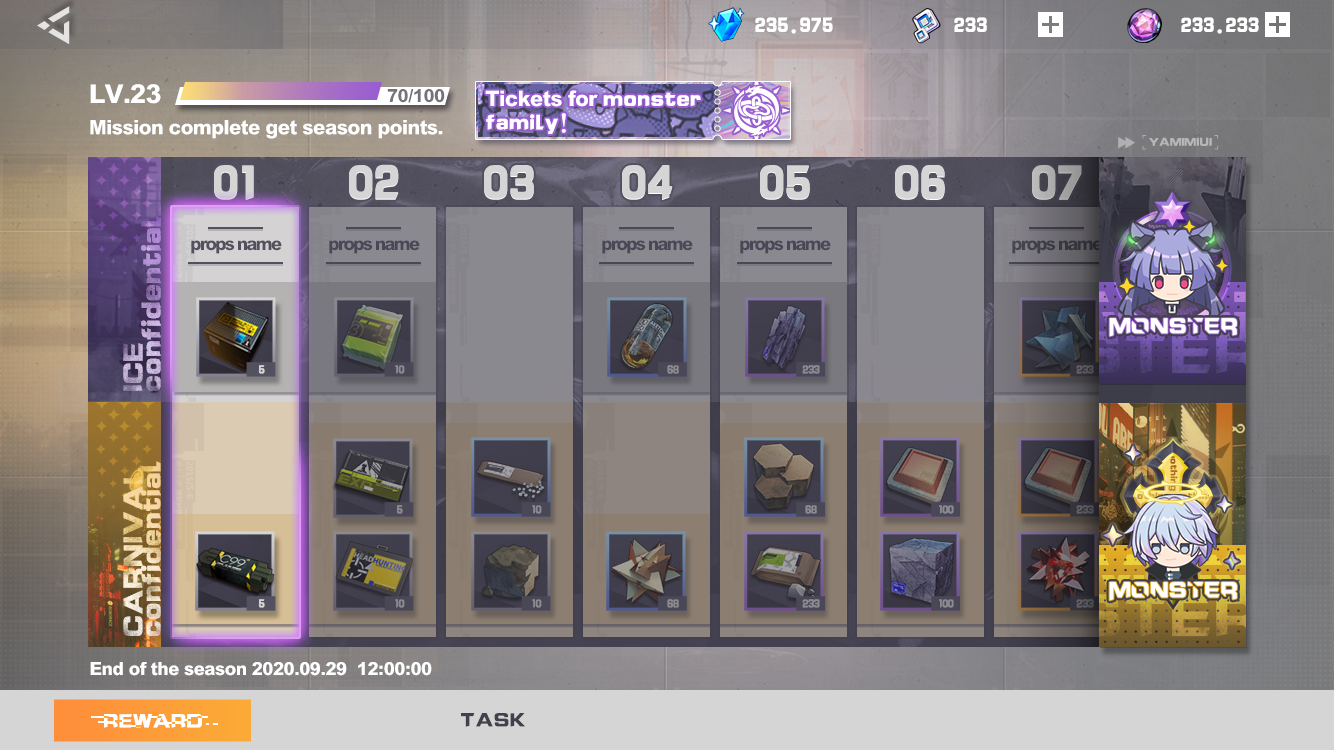 235,975
233
233,233
LV.23
70/100
Mission complete get season points.
Tickets for monster
family!
YAMIMIUI
01
02
03
04
05
06
07
props name
props name
props name
props name
props name
ICE
confidential
5
10
68
233
233
MONSTER
CARNIVAL
confidential
5
10
68
100
233
C99
HEADHUNTING
5
10
10
68
233
100
233
MONSTER
End of the season 2020.09.29 12:00:00
REWARD
TASK